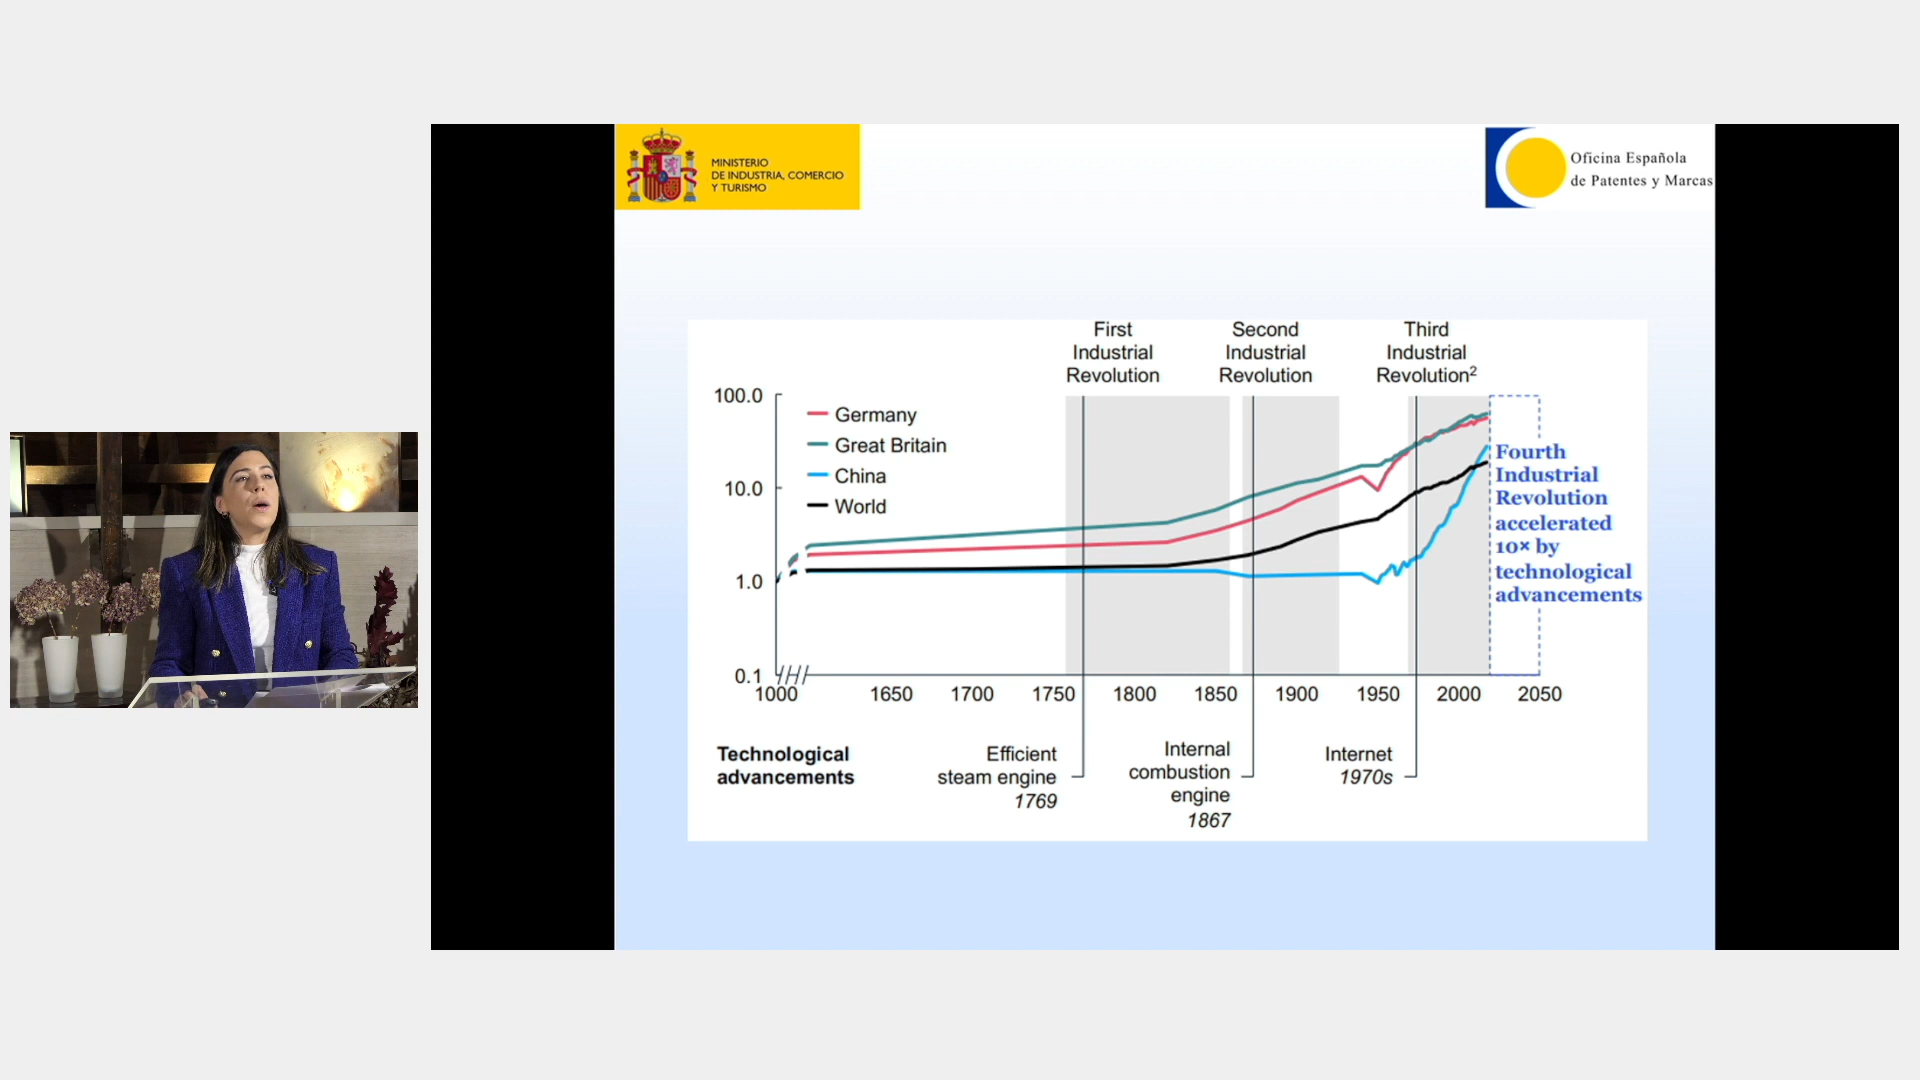 MINISTERIO
DE INDUSTRIA, COMERCIO
Y TURISMO
Oficina Española
de Patentes y Marcas
First
Industrial
Revolution
Second
Industrial
Revolution
Third
Industrial
Revolution²
100.0
10.0
1.0
0.1
Germany
Great Britain
China
World
Fourth
Industrial
Revolution
accelerated
10× by
technological
advancements
1000 1650 1700 1750 1800 1850 1900 1950 2000 2050
Technological
advancements
Efficient
steam engine
1769
Internal
combustion
engine
1867
Internet
1970s